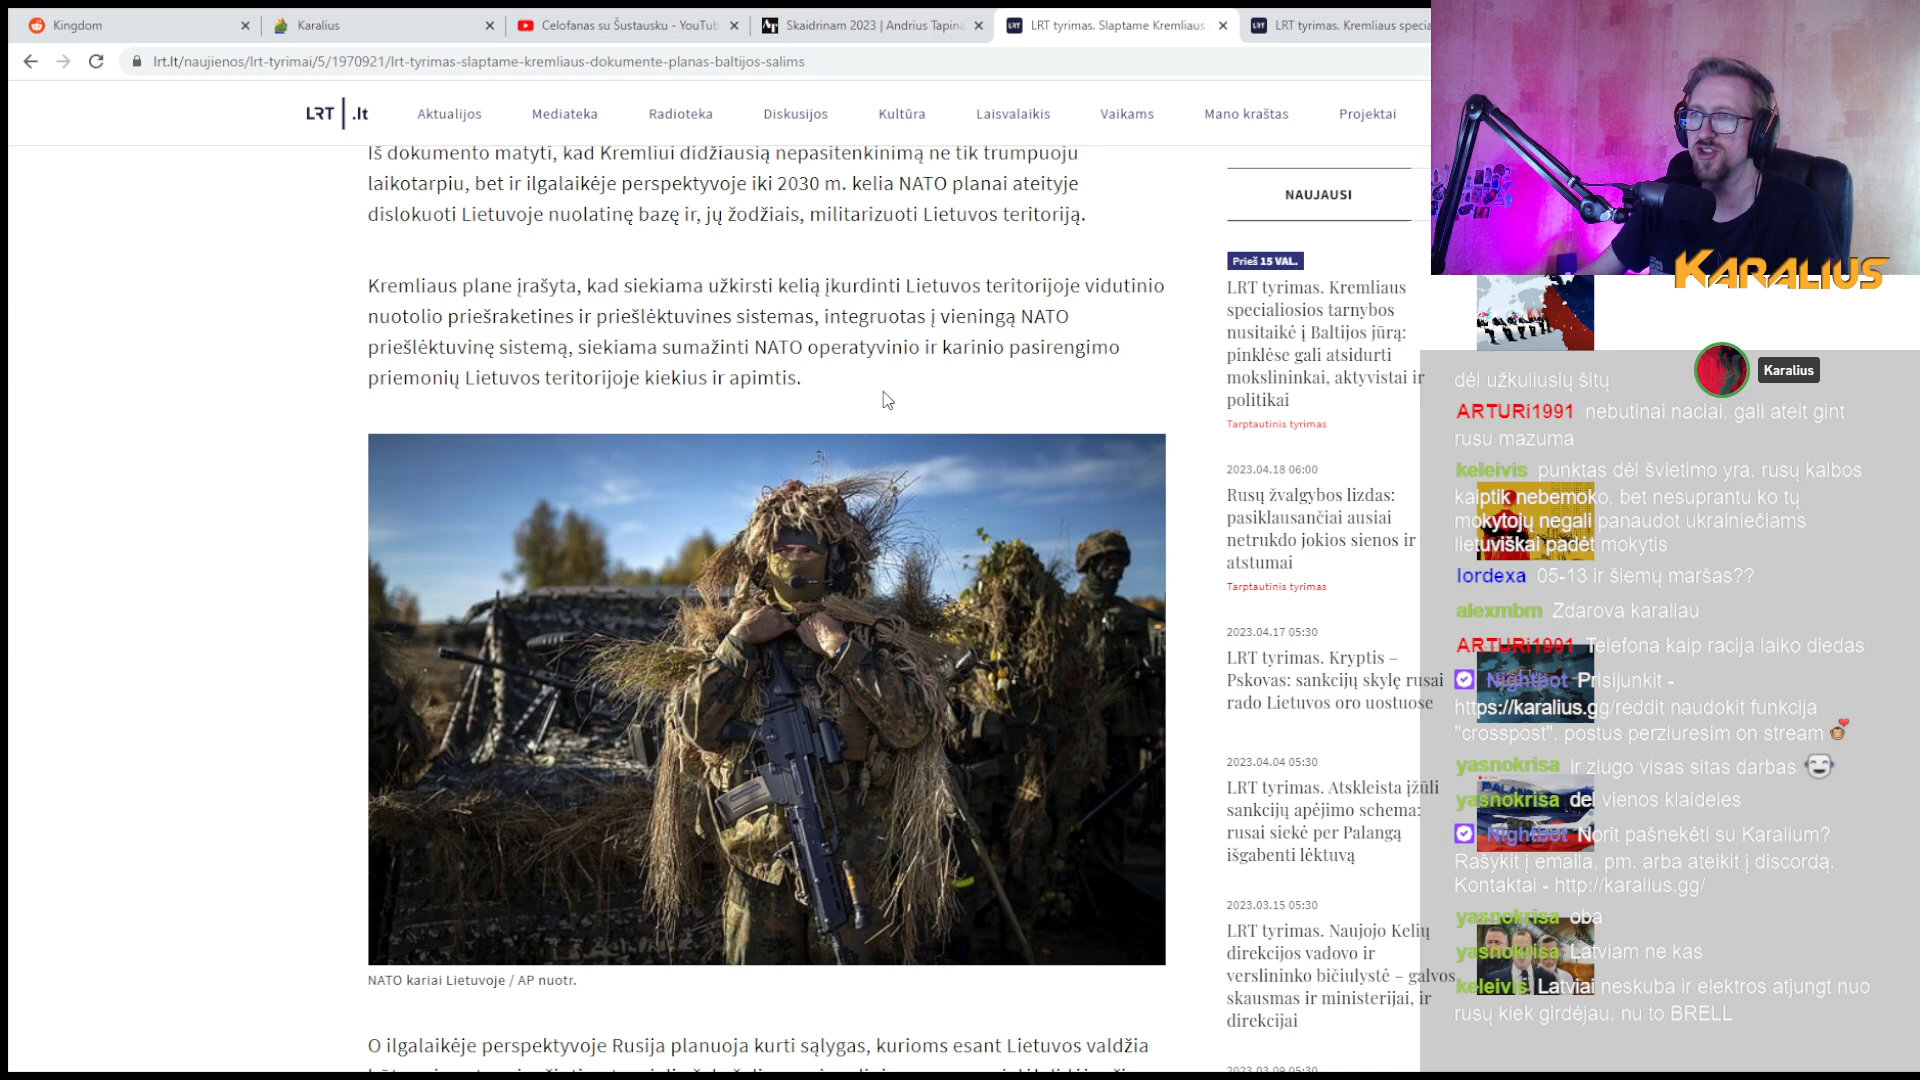 Kingdom
Karalius
Celofanas su Šustausku - YouTub
Skaidrinam 2023 | Andrius Tapina
LRT tyrimas. Slaptame Kremliaus
LRT tyrimas. Kremliaus specia
lrt.lt/naujienos/lrt-tyrimai/5/1970921/lrt-tyrimas-slaptame-kremliaus-dokumente-planas-baltijos-salims
LRT .lt
Aktualijos
Mediateka
Radioteka
Diskusijos
Kultūra
Laisvalaikis
Vaikams
Mano kraštas
Projektai
Iš dokumento matyti, kad Kremliui didžiausią nepasitenkinimą ne tik trumpuoju
laikotarpiu, bet ir ilgalaikėje perspektyvoje iki 2030 m. kelia NATO planai ateityje
dislokuoti Lietuvoje nuolatinę bazę ir, jų žodžiais, militarizuoti Lietuvos teritoriją.
Kremliaus plane įrašyta, kad siekiama užkirsti kelią įkurdinti Lietuvos teritorijoje vidutinio
nuotolio priešraketines ir priešlėktuvines sistemas, integruotas į vieningą NATO
priešlėktuvinę sistemą, siekiama sumažinti NATO operatyvinio ir karinio pasirengimo
priemonių Lietuvos teritorijoje kiekius ir apimtis.
NATO kariai Lietuvoje / AP nuotr.
O ilgalaikėje perspektyvoje Rusija planuoja kurti sąlygas, kurioms esant Lietuvos valdžia
NAUJAUSI
Prieš 15 VAL.
LRT tyrimas. Kremliaus
specialiosios tarnybos
nusitaikė į Baltijos jūrą:
pinklėse gali atsidurti
mokslininkai, aktyvistai ir
politikai
Tarptautinis tyrimas
2023.04.18 06:00
Rusų žvalgybos lizdas:
pasiklausančiai ausiai
netrukdo jokios sienos ir
atstumai
Tarptautinis tyrimas
2023.04.17 05:30
LRT tyrimas. Kryptis –
Pskovas: sankcijų skylę rusai
rado Lietuvos oro uostuose
2023.04.04 05:30
LRT tyrimas. Atskleista įžūli
sankcijų apėjimo schema:
rusai siekė per Palangą
išgabenti lėktuvą
2023.03.15 05:30
LRT tyrimas. Naujojo Kelių
direkcijos vadovo ir
verslininko bičiulystė – galvos
skausmas ir ministerijai, ir
direkcijai
2023.03.09 05:30
KARALIUS
Karalius
dėl užkuliusių šitų
ARTURi1991 nebutinai naciai, gali ateit gint
rusu mazuma
keleivis punktas dėl švietimo yra, rusų kalbos
kaiptik nebemoko, bet nesuprantu ko tų
mokytojų negali panaudot ukrainiečiams
lietuviškai padėt mokytis
lordexa 05-13 ir šiemų maršas??
alexmbm Zdarova karaliau
ARTURi1991 Telefona kaip racija laiko diedas
Nightbot Prisijunkit -
https://karalius.gg/reddit naudokit funkcija
"crosspost", postus perziuresim on stream
yasnokrisa ir zlugo visas sitas darbas
yasnokrisa del vienos klaideles
Nightbot Norit pašnekėti su Karalium?
Rašykit į emailą, pm. arba ateikit į discordą.
Kontaktai - http://karalius.gg/
yasnokrisa oba
yasnokrisa Latviam ne kas
keleivis Latviai neskuba ir elektros atjungt nuo
rusų kiek girdėjau, nu to BRELL